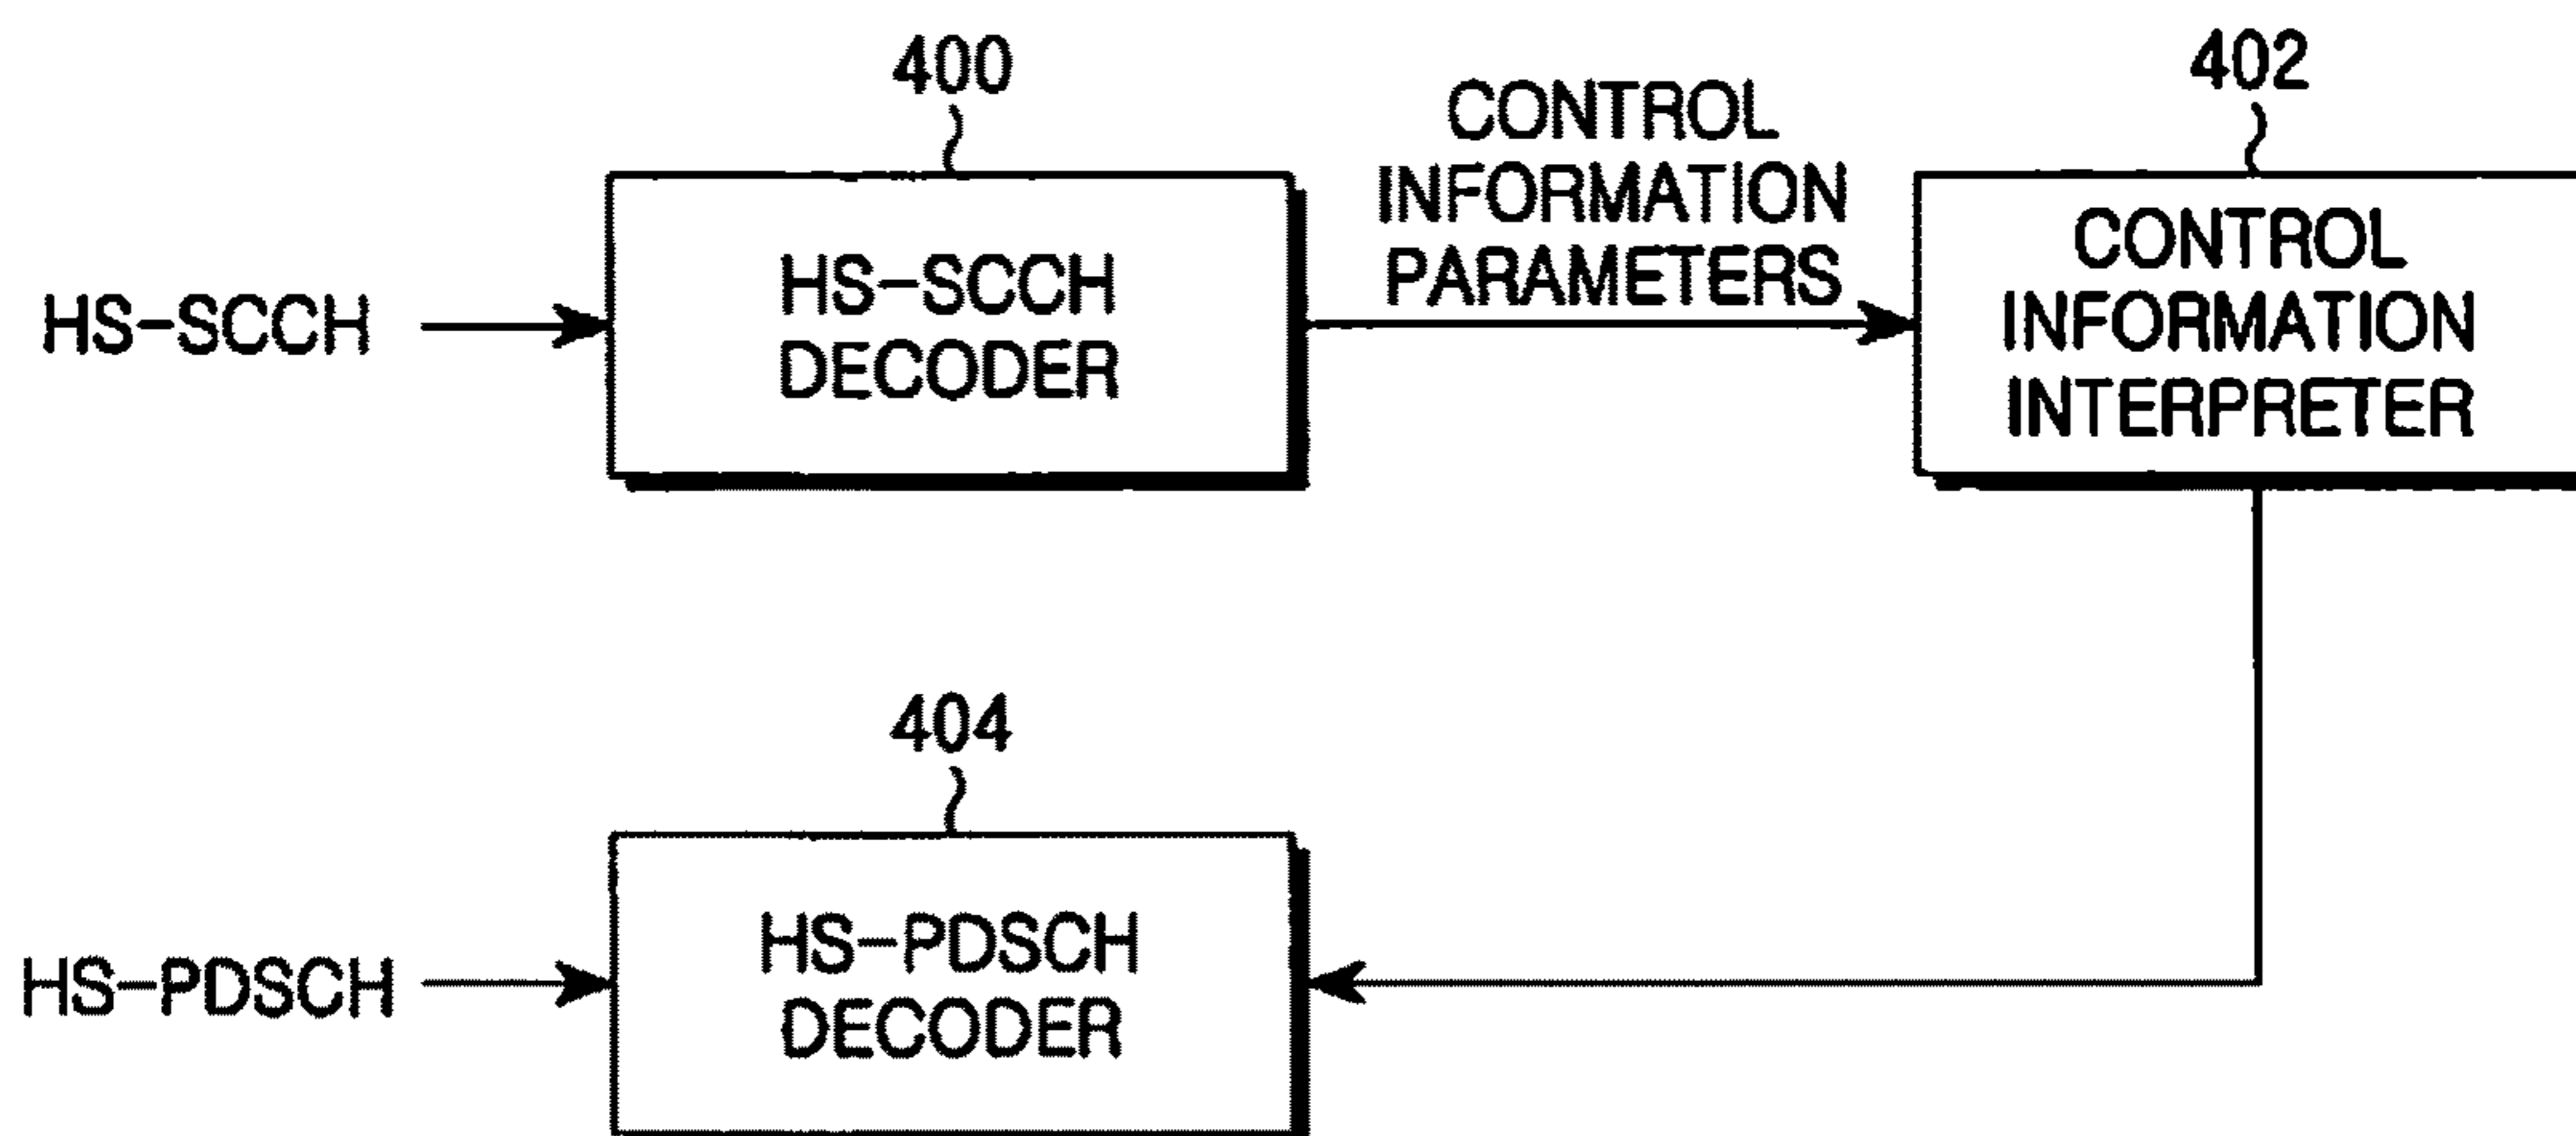 400
402
CONTROL
INFORMATION
PARAMETERS
HS-SCCH
HS-SCCH
DECODER
CONTROL
INFORMATION
INTERPRETER
404
HS-PDSCH
HS-PDSCH
DECODER